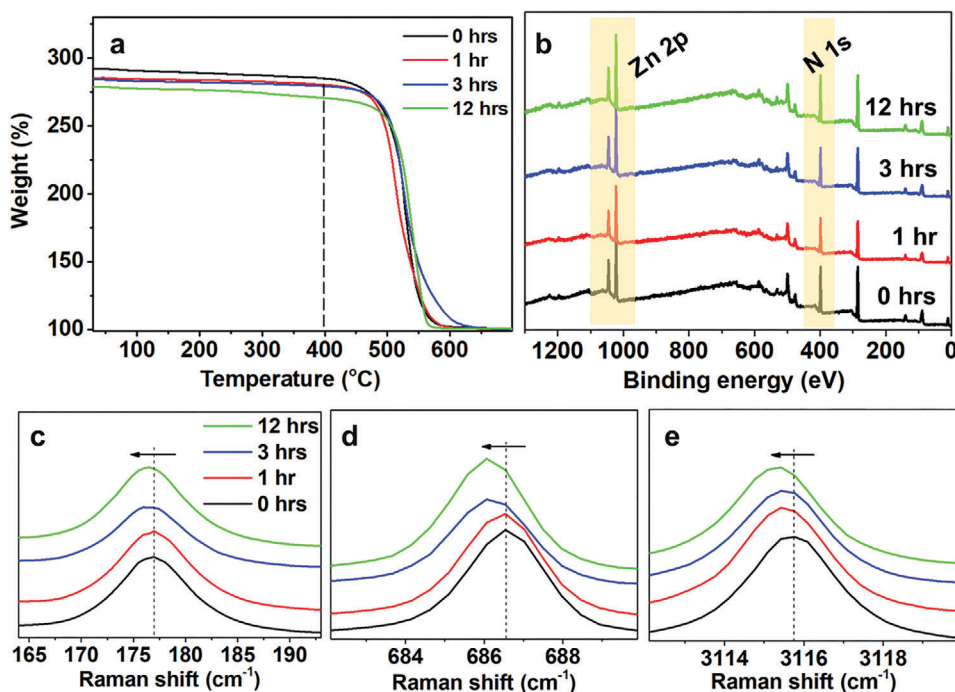 a
0 hrs
1 hr
3 hrs
12 hrs
300
250
200
150
100
Weight (%)
100 200 300 400 500 600
Temperature (°C)
b
Zn 2p
N 1s
12 hrs
3 hrs
1 hr
0 hrs
1200 1000 800 600 400 200 0
Binding energy (eV)
c
12 hrs
3 hrs
1 hr
0 hrs
165 170 175 180 185 190
Raman shift (cm⁻¹)
d
684 686 688
Raman shift (cm⁻¹)
e
3114 3116 3118
Raman shift (cm⁻¹)